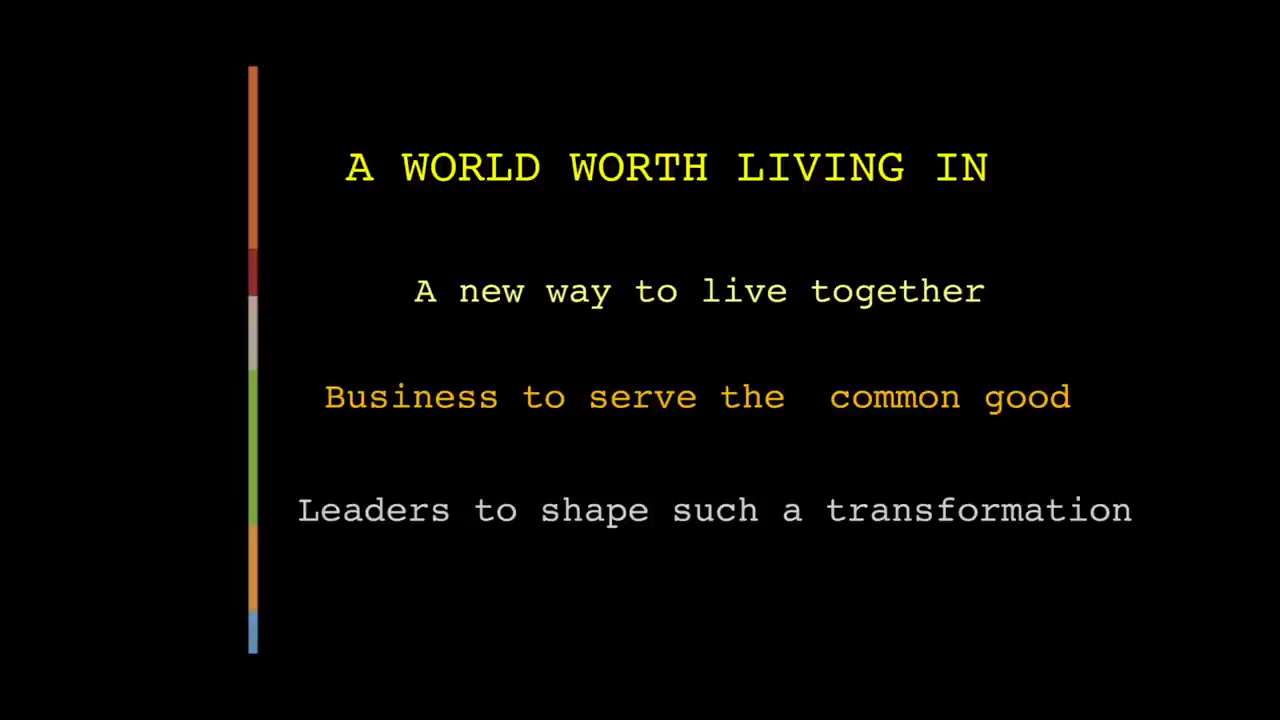 A WORLD WORTH LIVING IN
A new way to live together
Business to serve the  common good
Leaders to shape such a transformation